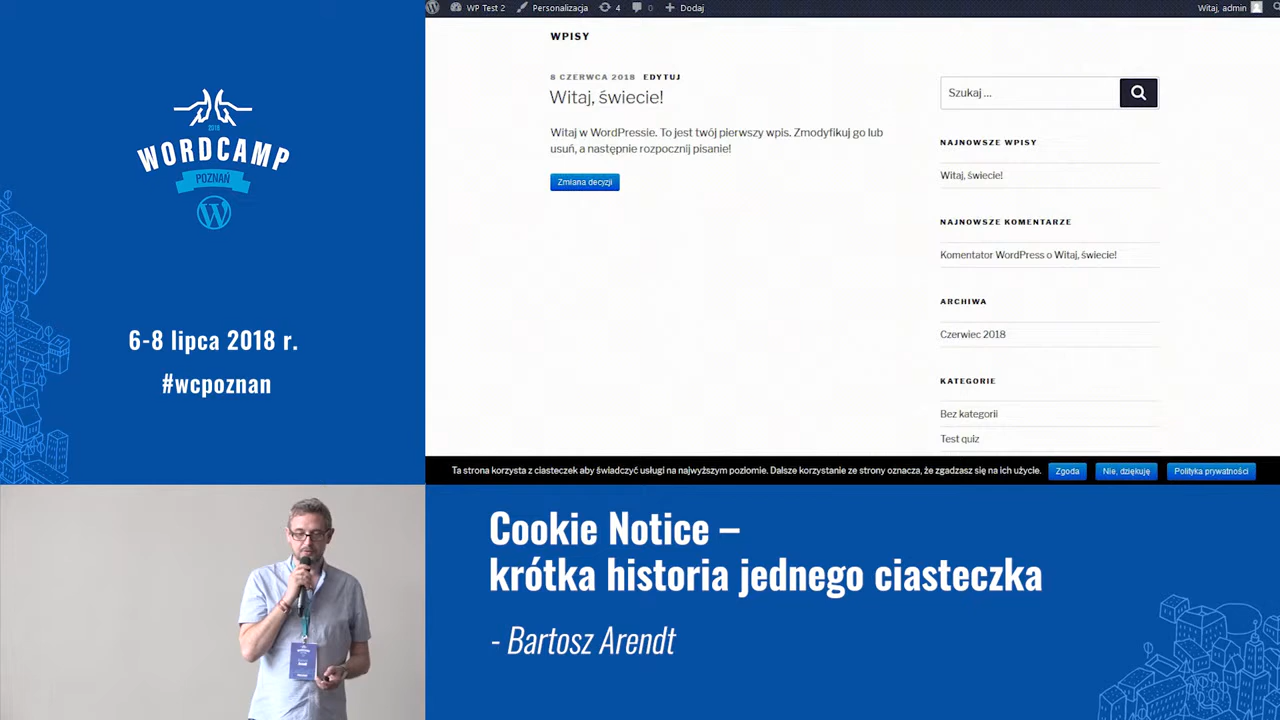 2018
WORDCAMP
POZNAŃ
6-8 lipca 2018 r.
#wcpoznan
WP Test 2
Personalizacja
4
0
Dodaj
Witaj, admin
WPISY
8 CZERWCA 2018 EDYTUJ
Witaj, świecie!
Witaj w WordPressie. To jest twój pierwszy wpis. Zmodyfikuj go lub
usuń, a następnie rozpocznij pisanie!
Zmiana decyzji
Szukaj ...
NAJNOWSZE WPISY
Witaj, świecie!
NAJNOWSZE KOMENTARZE
Komentator WordPress o Witaj, świecie!
ARCHIWA
Czerwiec 2018
KATEGORIE
Bez kategorii
Test quiz
Ta strona korzysta z ciasteczek aby świadczyć usługi na najwyższym poziomie. Dalsze korzystanie ze strony oznacza, że zgadzasz się na ich użycie. Zgoda Nie, dziękuję Polityka prywatności
Cookie Notice –
krótka historia jednego ciasteczka
- Bartosz Arendt